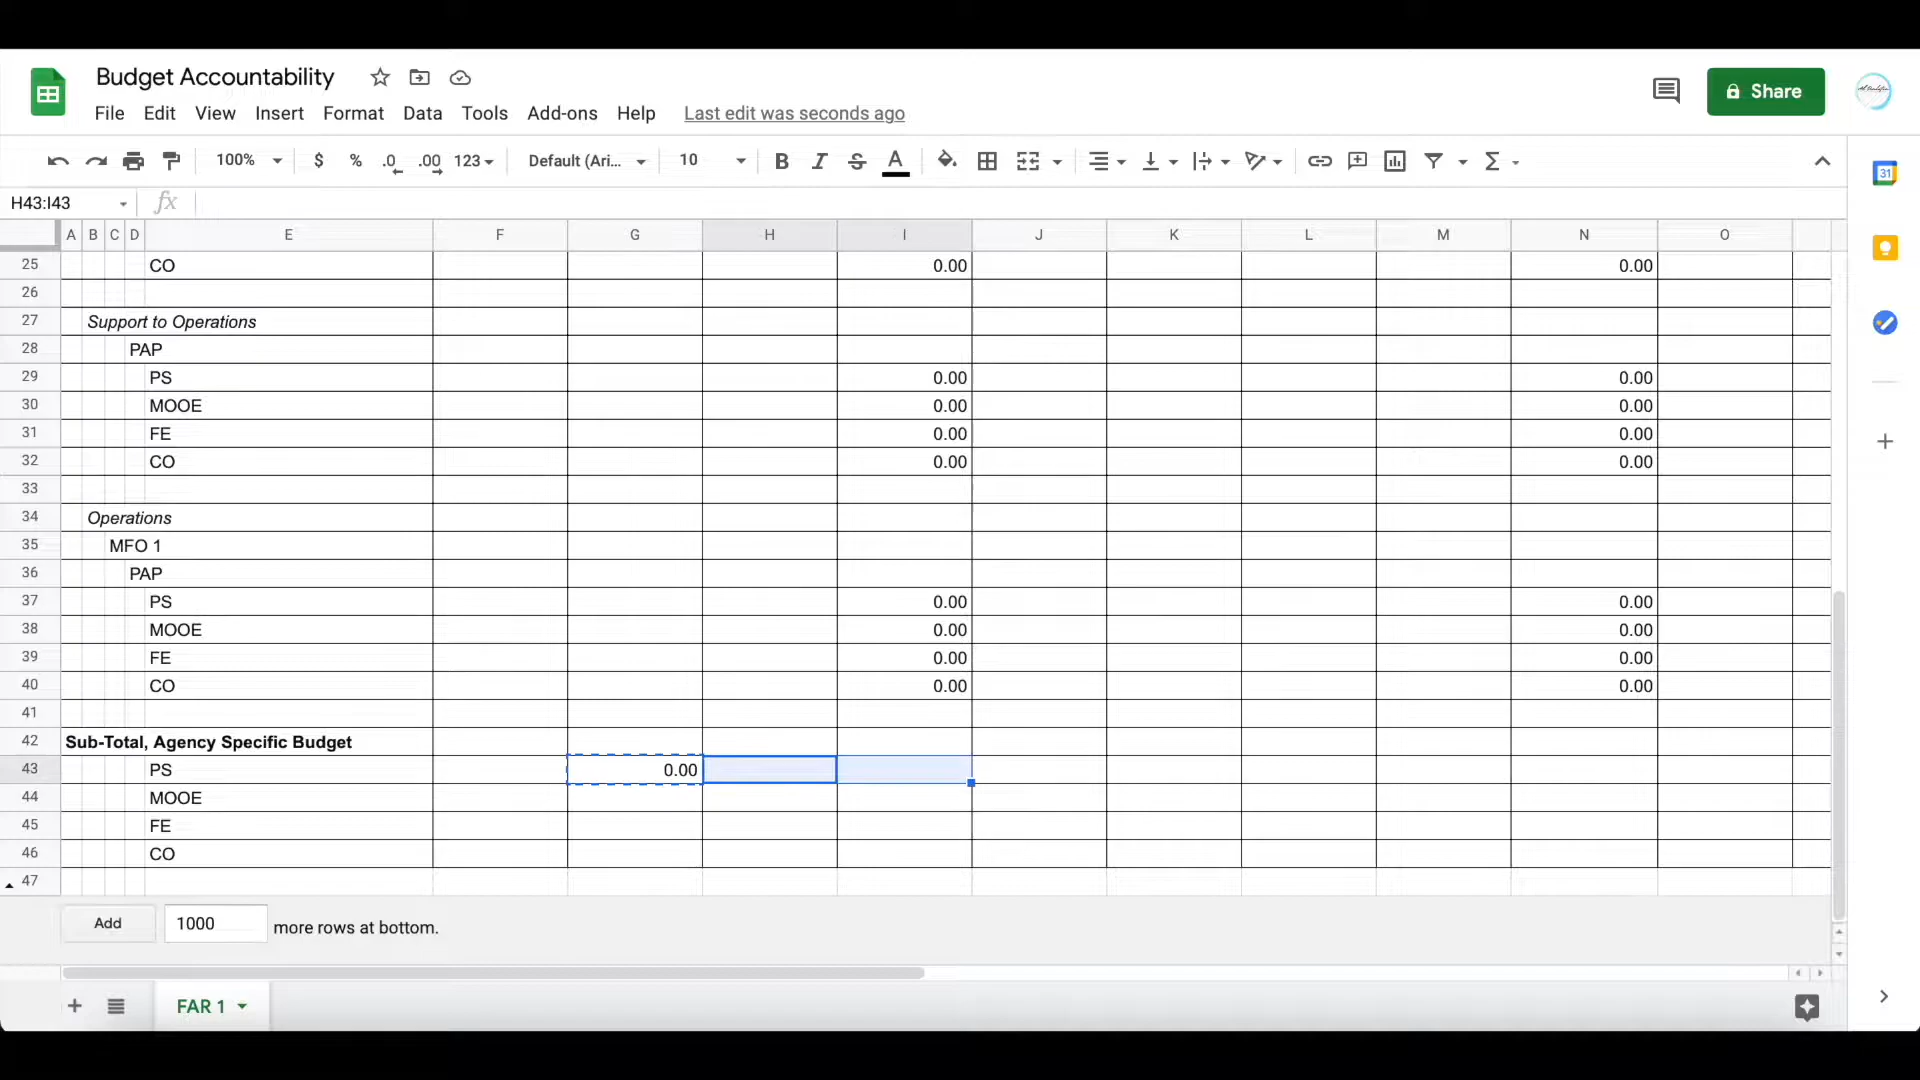 Budget Accountability
File Edit View Insert Format Data Tools Add-ons Help Last edit was seconds ago
Share
100% $ % .0 .00 123 Default (Ari... 10 B I S A Σ
31
H43:I43 fx
A B C D E F G H I J K L M N O
25 CO 0.00 0.00
26
27 Support to Operations
28 PAP
29 PS 0.00 0.00
30 MOOE 0.00 0.00
31 FE 0.00 0.00
32 CO 0.00 0.00
33
34 Operations
35 MFO 1
36 PAP
37 PS 0.00 0.00
38 MOOE 0.00 0.00
39 FE 0.00 0.00
40 CO 0.00 0.00
41
42 Sub-Total, Agency Specific Budget
43 PS 0.00
44 MOOE
45 FE
46 CO
47
Add 1000 more rows at bottom.
FAR 1